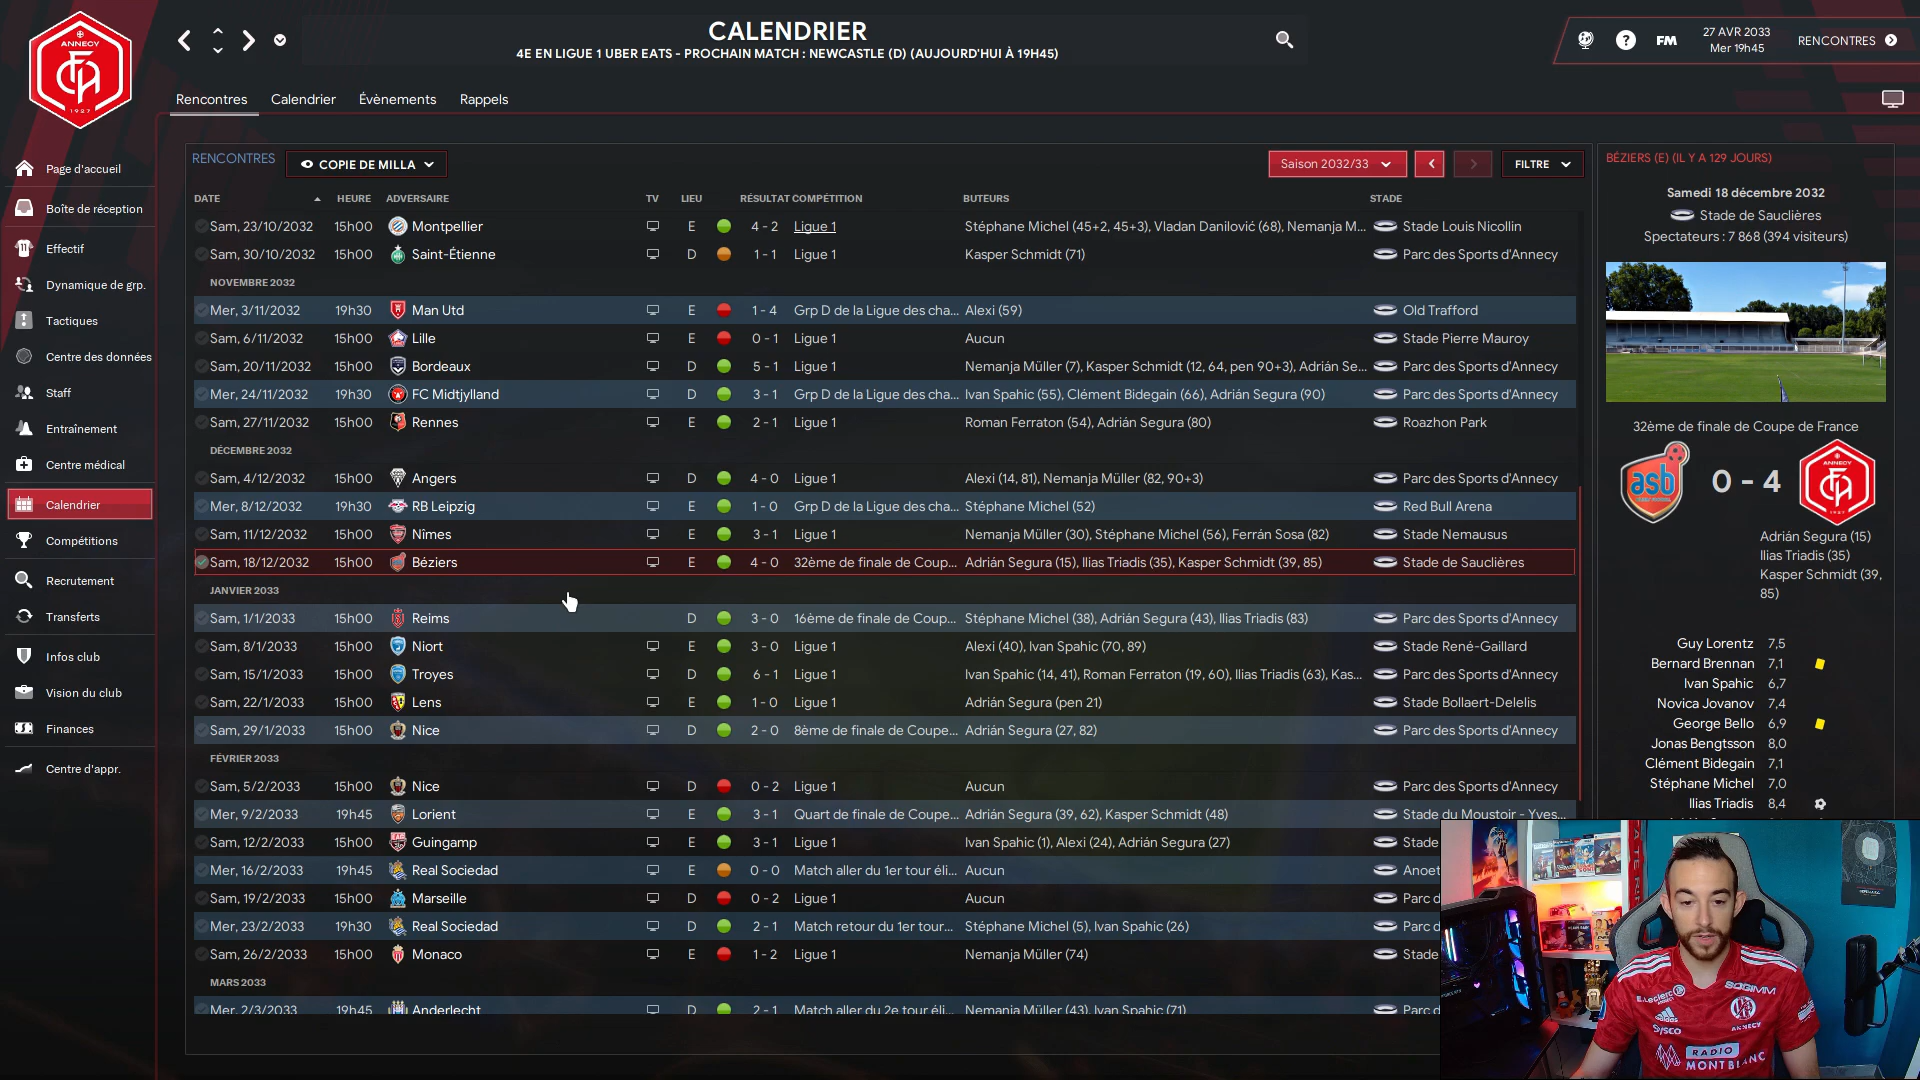 CALENDRIER
4E EN LIGUE 1 UBER EATS - PROCHAIN MATCH : NEWCASTLE (D) (AUJOURD'HUI À 19H45)
ANNECY
1927
?
FM
27 AVR 2033
Mer 19h45
RENCONTRES
Rencontres
Calendrier
Évènements
Rappels
Page d'accueil
Boîte de réception
Effectif
Dynamique de grp.
Tactiques
Centre des données
Staff
Entraînement
Centre médical
Calendrier
Compétitions
Recrutement
Transferts
Infos club
Vision du club
Finances
Centre d'appr.
RENCONTRES
COPIE DE MILLA
Saison 2032/33
FILTRE
DATE HEURE ADVERSAIRE TV LIEU RÉSULTAT COMPÉTITION BUTEURS STADE
Sam, 23/10/2032 15h00 Montpellier E 4 - 2 Ligue 1 Stéphane Michel (45+2, 45+3), Vladan Danilović (68), Nemanja M... Stade Louis Nicollin
Sam, 30/10/2032 15h00 Saint-Étienne D 1 - 1 Ligue 1 Kasper Schmidt (71) Parc des Sports d'Annecy
NOVEMBRE 2032
Mer, 3/11/2032 19h30 Man Utd E 1 - 4 Grp D de la Ligue des cha... Alexi (59) Old Trafford
Sam, 6/11/2032 15h00 Lille E 0 - 1 Ligue 1 Aucun Stade Pierre Mauroy
Sam, 20/11/2032 15h00 Bordeaux D 5 - 1 Ligue 1 Nemanja Müller (7), Kasper Schmidt (12, 64, pen 90+3), Adrián Se... Parc des Sports d'Annecy
Mer, 24/11/2032 19h30 FC Midtjylland D 3 - 1 Grp D de la Ligue des cha... Ivan Spahic (55), Clément Bidegain (66), Adrián Segura (90) Parc des Sports d'Annecy
Sam, 27/11/2032 15h00 Rennes E 2 - 1 Ligue 1 Roman Ferraton (54), Adrián Segura (80) Roazhon Park
DÉCEMBRE 2032
Sam, 4/12/2032 15h00 Angers D 4 - 0 Ligue 1 Alexi (14, 81), Nemanja Müller (82, 90+3) Parc des Sports d'Annecy
Mer, 8/12/2032 19h30 RB Leipzig E 1 - 0 Grp D de la Ligue des cha... Stéphane Michel (52) Red Bull Arena
Sam, 11/12/2032 15h00 Nîmes E 3 - 1 Ligue 1 Nemanja Müller (30), Stéphane Michel (56), Ferrán Sosa (82) Stade Nemausus
Sam, 18/12/2032 15h00 Béziers E 4 - 0 32ème de finale de Coup... Adrián Segura (15), Ilias Triadis (35), Kasper Schmidt (39, 85) Stade de Sauclières
JANVIER 2033
Sam, 1/1/2033 15h00 Reims D 3 - 0 16ème de finale de Coup... Stéphane Michel (38), Adrián Segura (43), Ilias Triadis (83) Parc des Sports d'Annecy
Sam, 8/1/2033 15h00 Niort E 3 - 0 Ligue 1 Alexi (40), Ivan Spahic (70, 89) Stade René-Gaillard
Sam, 15/1/2033 15h00 Troyes D 6 - 1 Ligue 1 Ivan Spahic (14, 41), Roman Ferraton (19, 60), Ilias Triadis (63), Kas... Parc des Sports d'Annecy
Sam, 22/1/2033 15h00 Lens E 1 - 0 Ligue 1 Adrián Segura (pen 21) Stade Bollaert-Delelis
Sam, 29/1/2033 15h00 Nice D 2 - 0 8ème de finale de Coupe... Adrián Segura (27, 82) Parc des Sports d'Annecy
FÉVRIER 2033
Sam, 5/2/2033 15h00 Nice D 0 - 2 Ligue 1 Aucun Parc des Sports d'Annecy
Mer, 9/2/2033 19h45 Lorient E 3 - 1 Quart de finale de Coupe... Adrián Segura (39, 62), Kasper Schmidt (48) Stade du Moustoir - Yves...
Sam, 12/2/2033 15h00 Guingamp E 3 - 1 Ligue 1 Ivan Spahic (1), Alexi (24), Adrián Segura (27) Stade
Mer, 16/2/2033 19h45 Real Sociedad E 0 - 0 Match aller du 1er tour éli... Aucun Anoet
Sam, 19/2/2033 15h00 Marseille D 0 - 2 Ligue 1 Aucun Parc d
Mer, 23/2/2033 19h30 Real Sociedad D 2 - 1 Match retour du 1er tour... Stéphane Michel (5), Ivan Spahic (26) Parc d
Sam, 26/2/2033 15h00 Monaco E 1 - 2 Ligue 1 Nemanja Müller (74) Stade
MARS 2033
Mer, 2/3/2033 19h45 Anderlecht D 2 - 1 Match aller du 2e tour éli... Nemanja Müller (43), Ivan Spahic (71) Parc d
BÉZIERS (E) (IL Y A 129 JOURS)
Samedi 18 décembre 2032
Stade de Sauclières
Spectateurs : 7 868 (394 visiteurs)
32ème de finale de Coupe de France
asb
0 - 4
ANNECY
1927
Adrián Segura (15)
Ilias Triadis (35)
Kasper Schmidt (39,
85)
Guy Lorentz 7,5
Bernard Brennan 7,1
Ivan Spahic 6,7
Novica Jovanov 7,4
George Bello 6,9
Jonas Bengtsson 8,0
Clément Bidegain 7,1
Stéphane Michel 7,0
Ilias Triadis 8,4
E.Leclerc
SOGIMM
adidas
sysco
ANNECY
RADIO
MONTBLANC